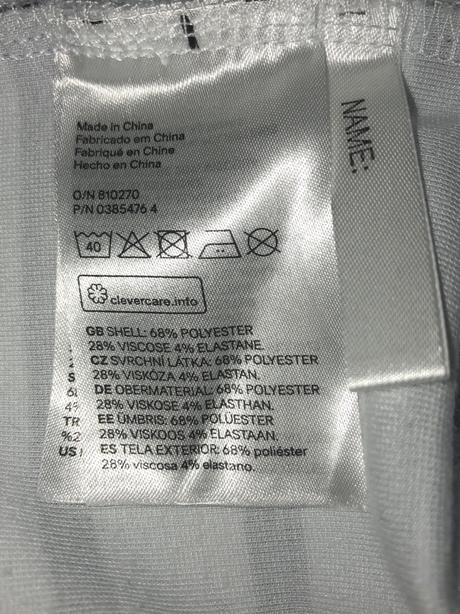 Made in China
Fabricado em China
Fabriqué en Chine
Hecho en China
O/N 810270
P/N 0385476 4
40
clevercare.info
GB SHELL: 68% POLYESTER
28% VISCOSE 4% ELASTANE.
CZ SVRCHNÍ LÁTKA: 68% POLYESTER
28% VISKÓZA 4% ELASTAN.
DE OBERMATERIAL: 68% POLYESTER
28% VISKOSE 4% ELASTHAN.
EE ÜMBRIS: 68% POLÜESTER
28% VISKOOS 4% ELASTAAN.
ES TELA EXTERIOR: 68% poliéster
28% viscosa 4% elastano.
S
TR
%2
US
NAME: